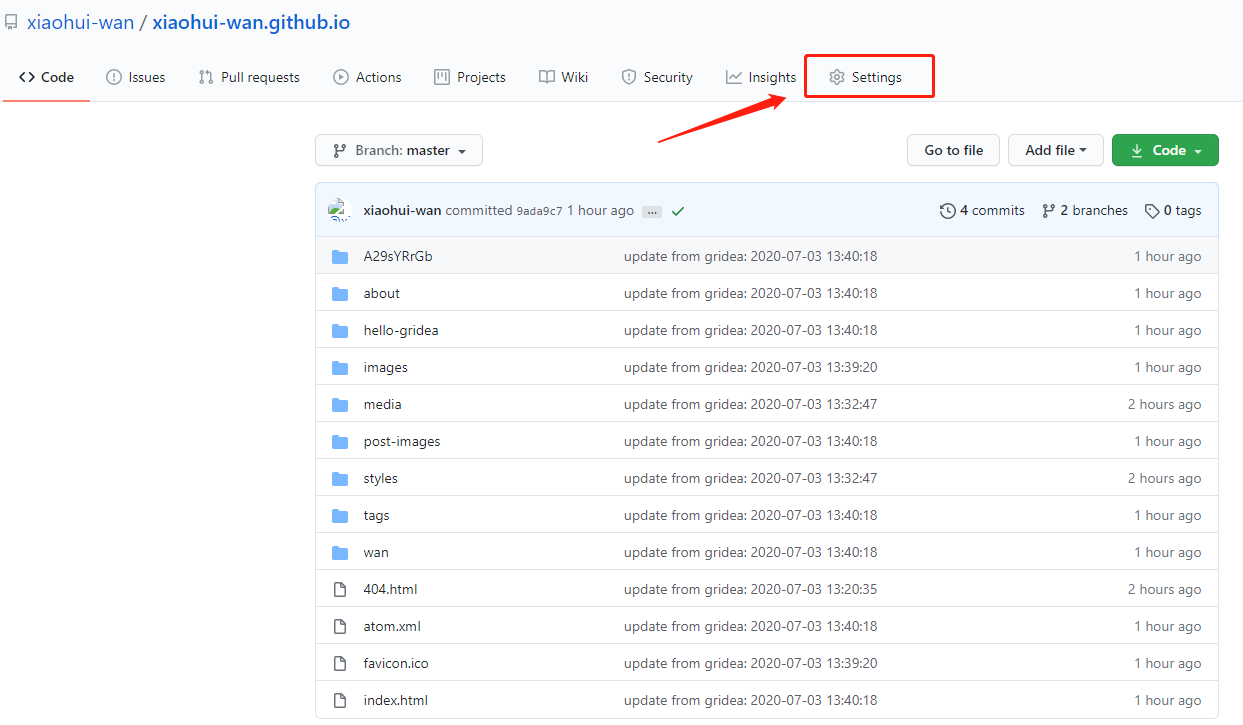 xiaohui-wan / xiaohui-wan.github.io
Code Issues Pull requests Actions Projects Wiki Security Insights Settings
Branch: master Go to file Add file Code
xiaohui-wan committed 9ada9c7 1 hour ago ... 4 commits 2 branches 0 tags
A29sYRrGb update from gridea: 2020-07-03 13:40:18 1 hour ago
about update from gridea: 2020-07-03 13:40:18 1 hour ago
hello-gridea update from gridea: 2020-07-03 13:40:18 1 hour ago
images update from gridea: 2020-07-03 13:39:20 1 hour ago
media update from gridea: 2020-07-03 13:32:47 2 hours ago
post-images update from gridea: 2020-07-03 13:40:18 1 hour ago
styles update from gridea: 2020-07-03 13:32:47 2 hours ago
tags update from gridea: 2020-07-03 13:40:18 1 hour ago
wan update from gridea: 2020-07-03 13:40:18 1 hour ago
404.html update from gridea: 2020-07-03 13:20:35 2 hours ago
atom.xml update from gridea: 2020-07-03 13:40:18 1 hour ago
favicon.ico update from gridea: 2020-07-03 13:39:20 1 hour ago
index.html update from gridea: 2020-07-03 13:40:18 1 hour ago